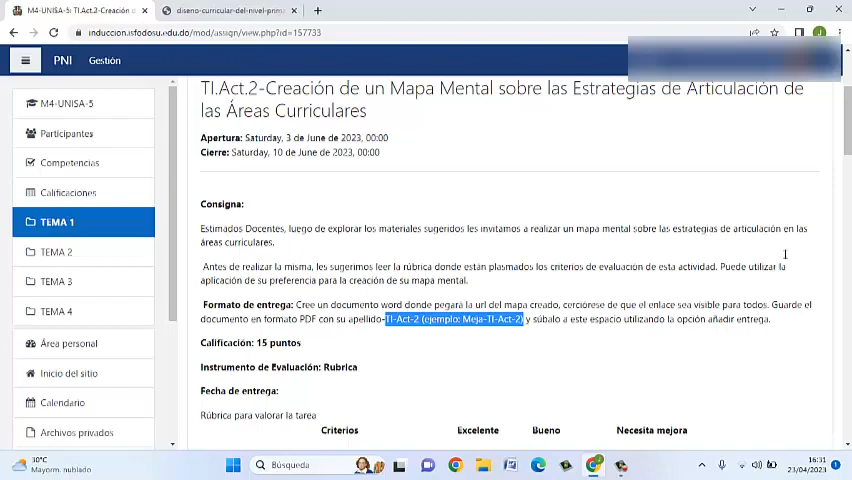 M4-UNISA-5: TI.Act.2-Creación d
diseno-curricular-del-nivel-prima
induccion.isfodosu.edu.do/mod/assign/view.php?id=157733
PNI
Gestión
TI.Act.2-Creación de un Mapa Mental sobre las Estrategias de Articulación de
las Áreas Curriculares
M4-UNISA-5
Participantes
Competencias
Calificaciones
TEMA 1
TEMA 2
TEMA 3
TEMA 4
Área personal
Inicio del sitio
Calendario
Archivos privados
Apertura: Saturday, 3 de June de 2023, 00:00
Cierre: Saturday, 10 de June de 2023, 00:00
Consigna:
Estimados Docentes, luego de explorar los materiales sugeridos les invitamos a realizar un mapa mental sobre las estrategias de articulación en las
áreas curriculares.
Antes de realizar la misma, les sugerimos leer la rúbrica donde están plasmados los criterios de evaluación de esta actividad. Puede utilizar la
aplicación de su preferencia para la creación de su mapa mental.
Formato de entrega: Cree un documento word donde pegará la url del mapa creado, cerciórese de que el enlace sea visible para todos. Guarde el
documento en formato PDF con su apellido-TI-Act-2 (ejemplo: Meja-TI-Act-2) y súbalo a este espacio utilizando la opción añadir entrega.
Calificación: 15 puntos
Instrumento de Evaluación: Rubrica
Fecha de entrega:
Rúbrica para valorar la tarea
Criterios Excelente Bueno Necesita mejora
30°C
Mayorm. nublado
Búsqueda
16:31
23/04/2023